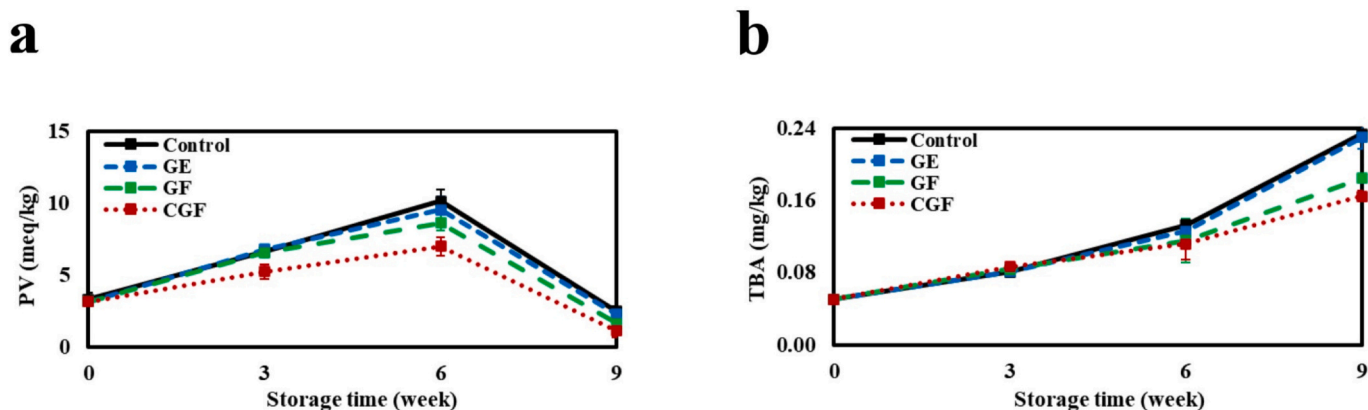 a
PV (meq/kg)
15
10
5
0
Control
GE
GF
CGF
0 3 6 9
Storage time (week)
b
TBA (mg/kg)
0.24
0.16
0.08
0.00
Control
GE
GF
CGF
0 3 6 9
Storage time (week)